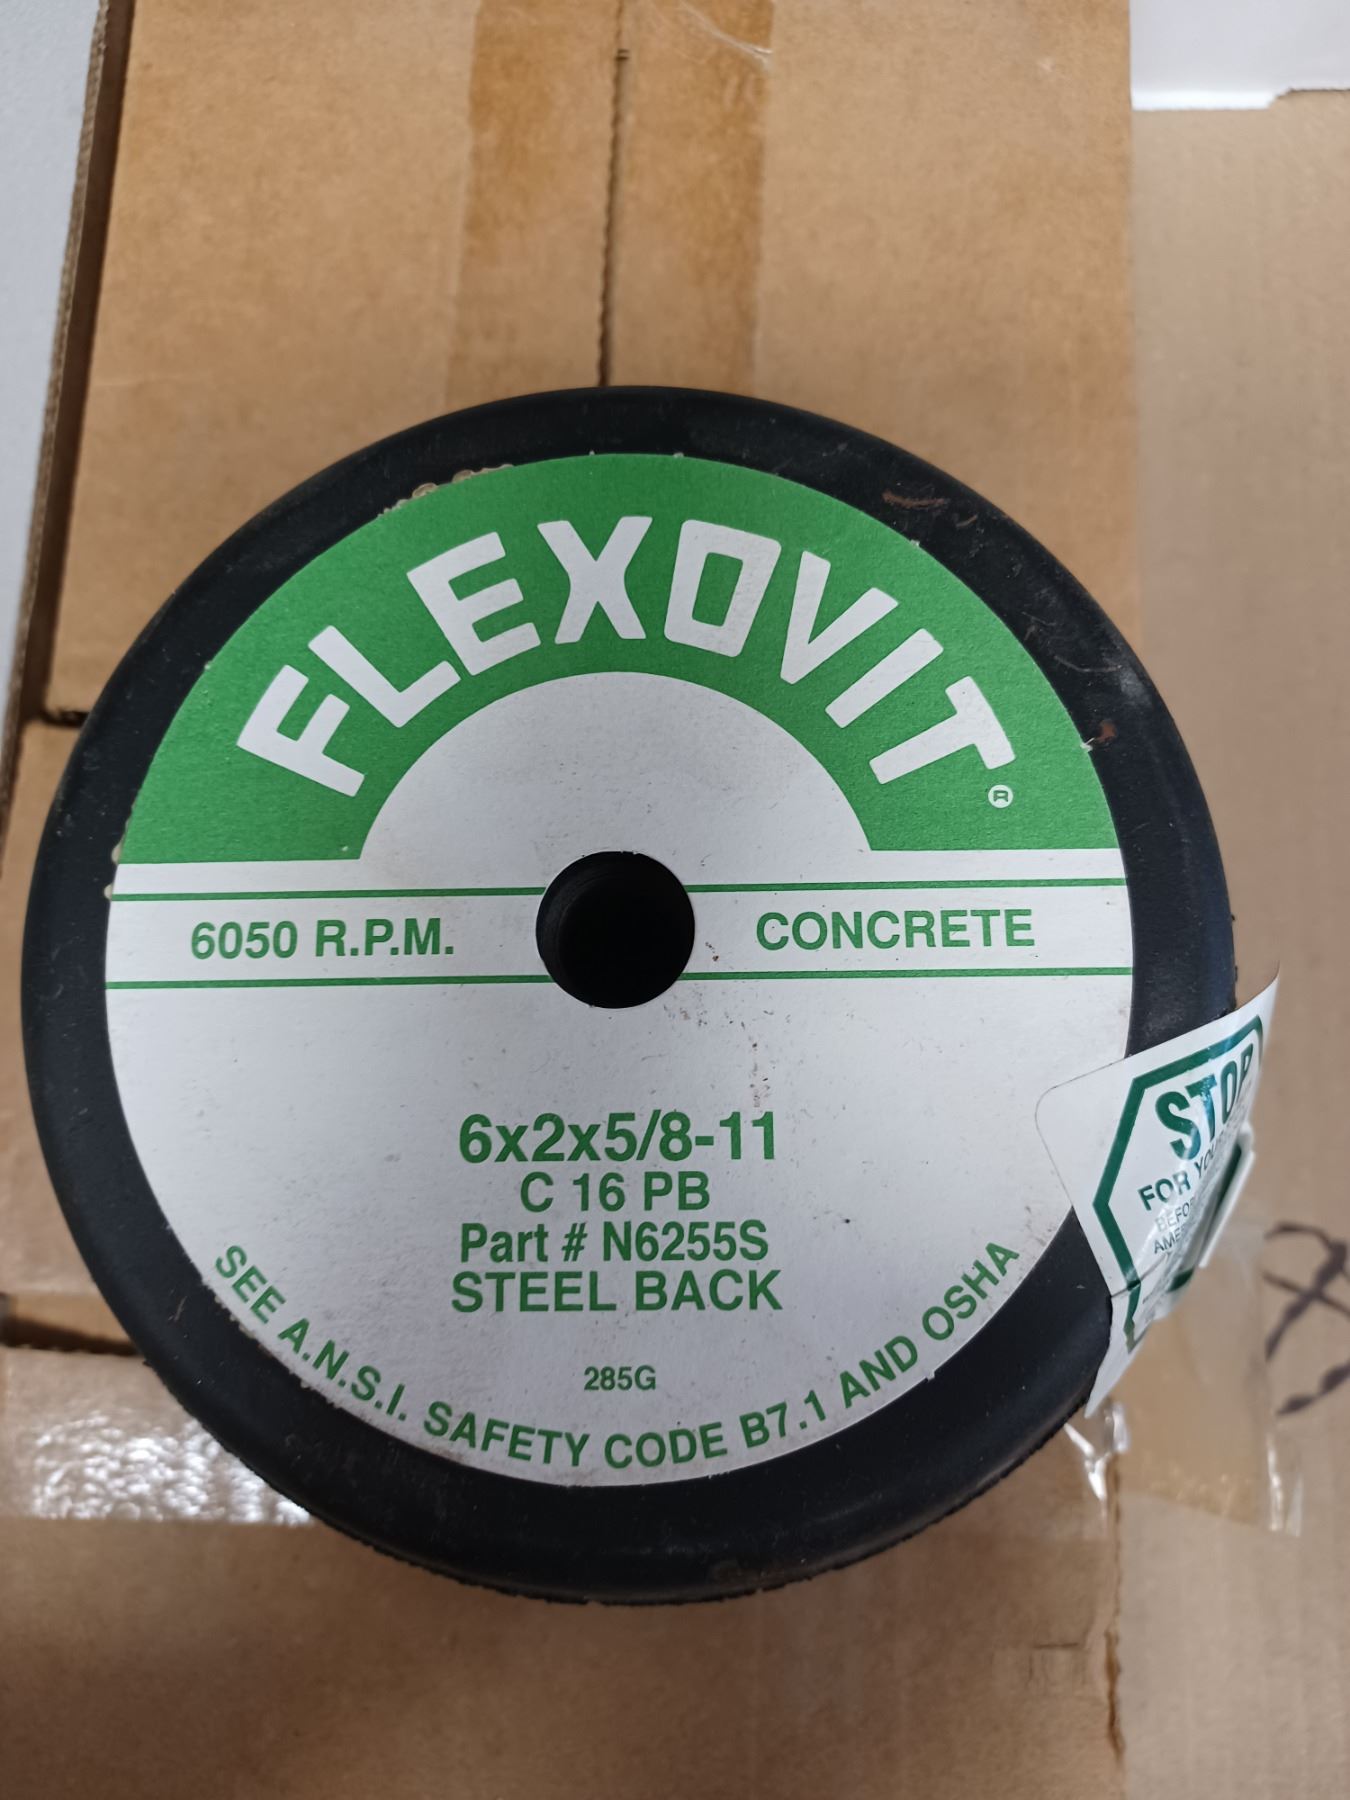 FLEXOVIT®
6050 R.P.M.
CONCRETE
6x2x5/8-11
C 16 PB
Part # N6255S
STEEL BACK
285G
SEE A.N.S.I. SAFETY CODE B7.1 AND OSHA
STOP
FOR